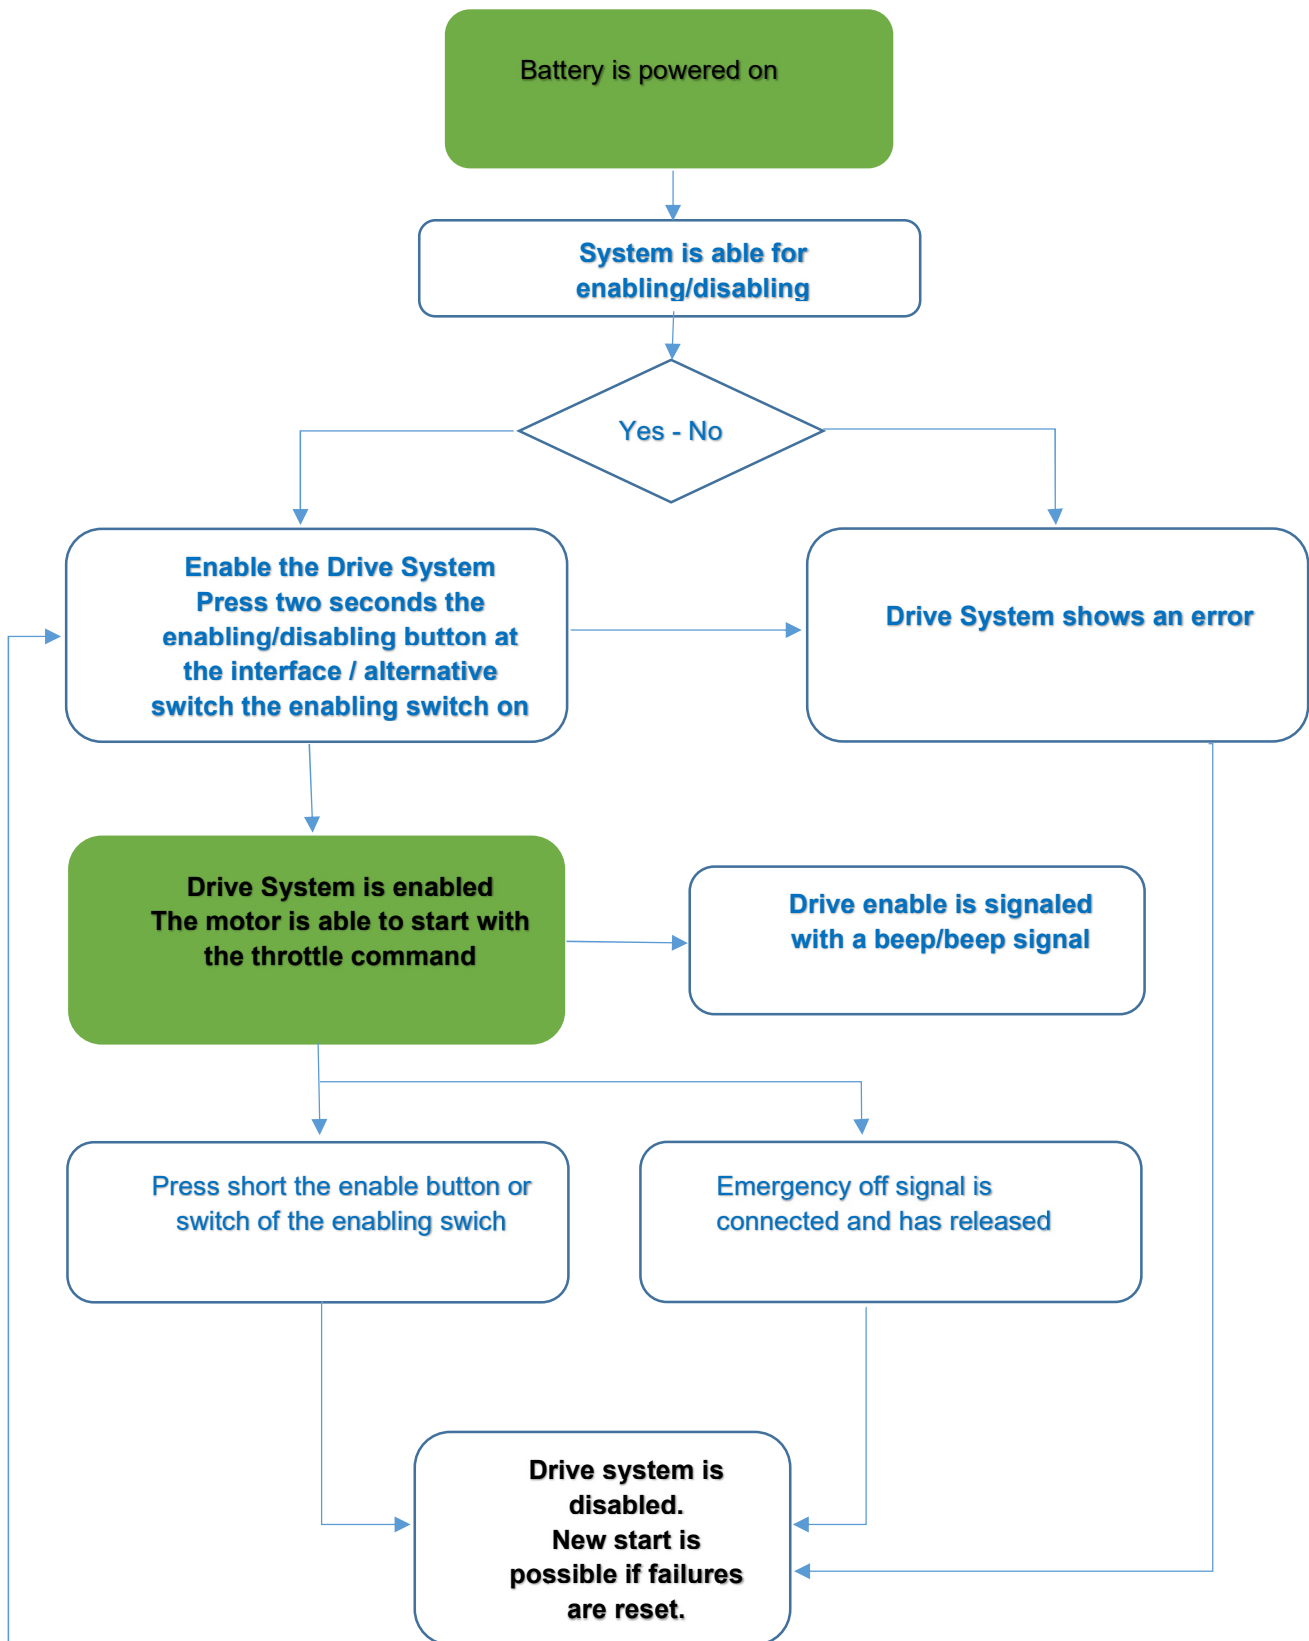 Battery is powered on
System is able for
enabling/disabling
Yes - No
Enable the Drive System
Press two seconds the
enabling/disabling button at
the interface / alternative
switch the enabling switch on
Drive System shows an error
Drive System is enabled
The motor is able to start with
the throttle command
Drive enable is signaled
with a beep/beep signal
Press short the enable button or
switch of the enabling swich
Emergency off signal is
connected and has released
Drive system is
disabled.
New start is
possible if failures
are reset.